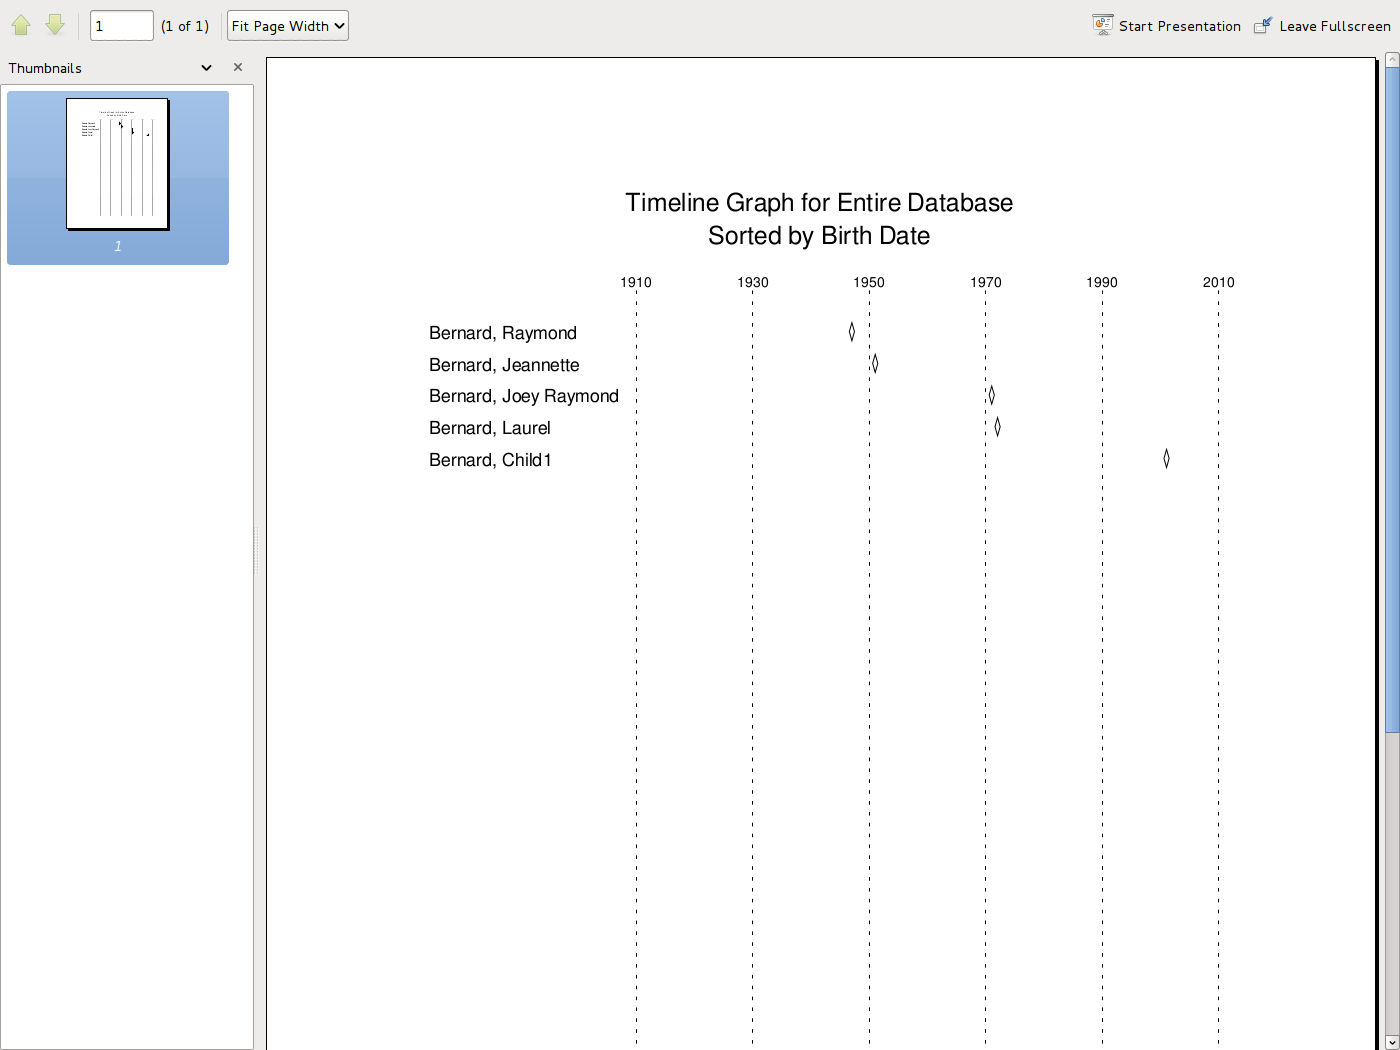 1 (1 of 1) Fit Page Width Start Presentation Leave Fullscreen
Thumbnails
1
Timeline Graph for Entire Database
Sorted by Birth Date
1910 1930 1950 1970 1990 2010
Bernard, Raymond
Bernard, Jeannette
Bernard, Joey Raymond
Bernard, Laurel
Bernard, Child1